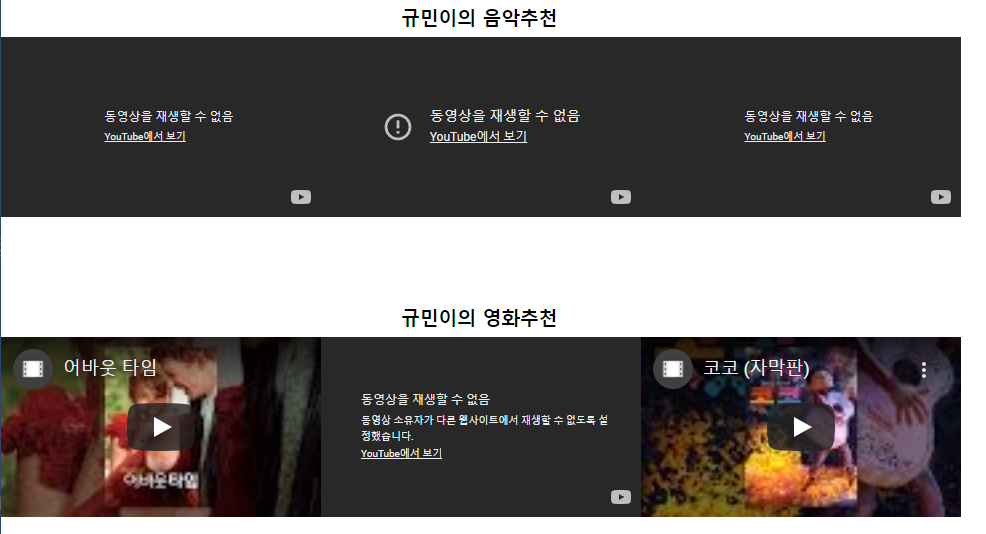 규민이의 음악추천
동영상을 재생할 수 없음
YouTube에서 보기
동영상을 재생할 수 없음
YouTube에서 보기
동영상을 재생할 수 없음
YouTube에서 보기
규민이의 영화추천
어바웃 타임
어바웃타임
동영상을 재생할 수 없음
동영상 소유자가 다른 웹사이트에서 재생할 수 없도록 설
정했습니다.
YouTube에서 보기
코코 (자막판)